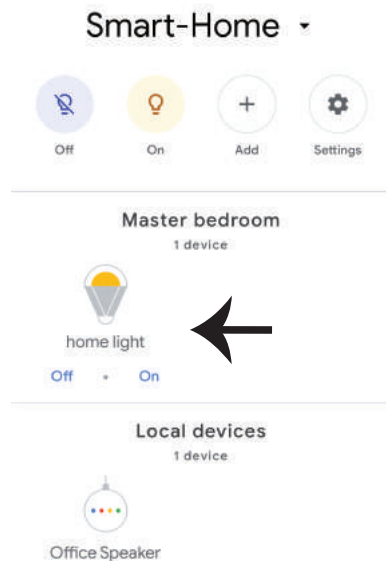 Smart-Home
Off On Add Settings
Master bedroom
1 device
home light
Off • On
Local devices
1 device
Office Speaker